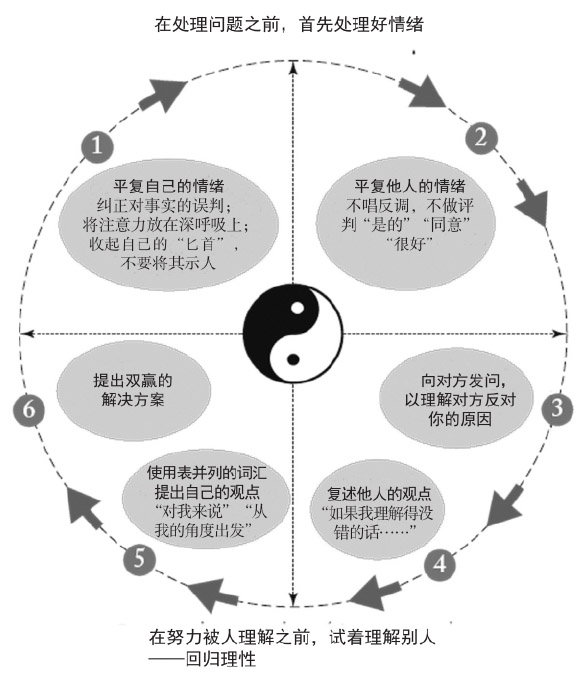 在处理问题之前，首先处理好情绪
1
平复自己的情绪
纠正对事实的误判；
将注意力放在深呼吸上；
收起自己的“匕首”，
不要将其示人
2
平复他人的情绪
不唱反调，不做评
判“是的”“同意”
“很好”
3
向对方发问，
以理解对方反对
你的原因
4
复述他人的观点
“如果我理解得没
错的话……”
5
使用表并列的词汇
提出自己的观点
“对我来说”“从
我的角度出发”
6
提出双赢的
解决方案
在努力被人理解之前，试着理解别人
——回归理性